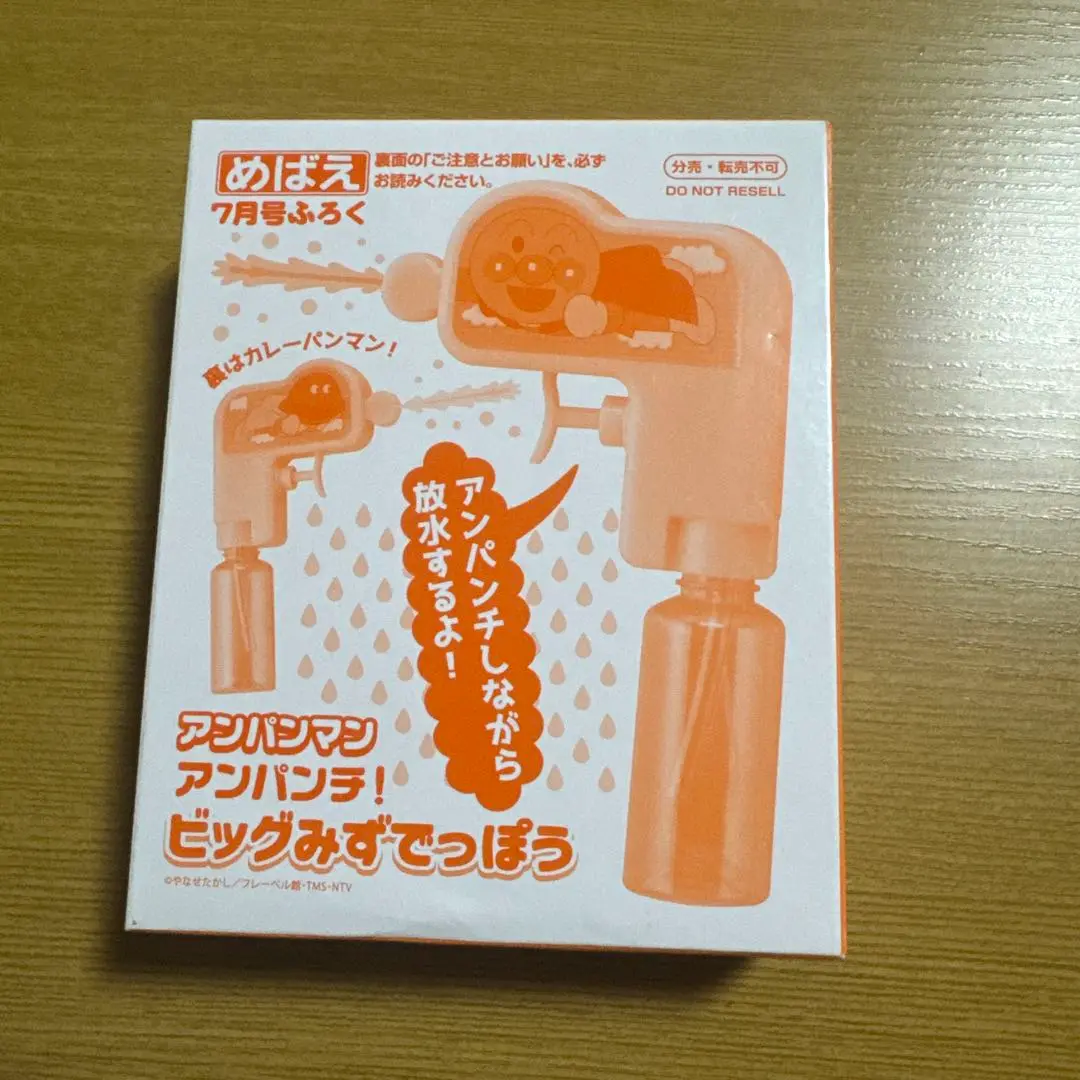 めばえ
7月号ふろく
裏面の「ご注意とお願い」を、必ず
お読みください。
分売・転売不可
DO NOT RESELL
裏はカレーパンマン!
アンパンチしながら
放水するよ!
アンパンマン
アンパンチ!
ビッグみずでっぽう
©やなせたかし/フレーベル館・TMS・NTV